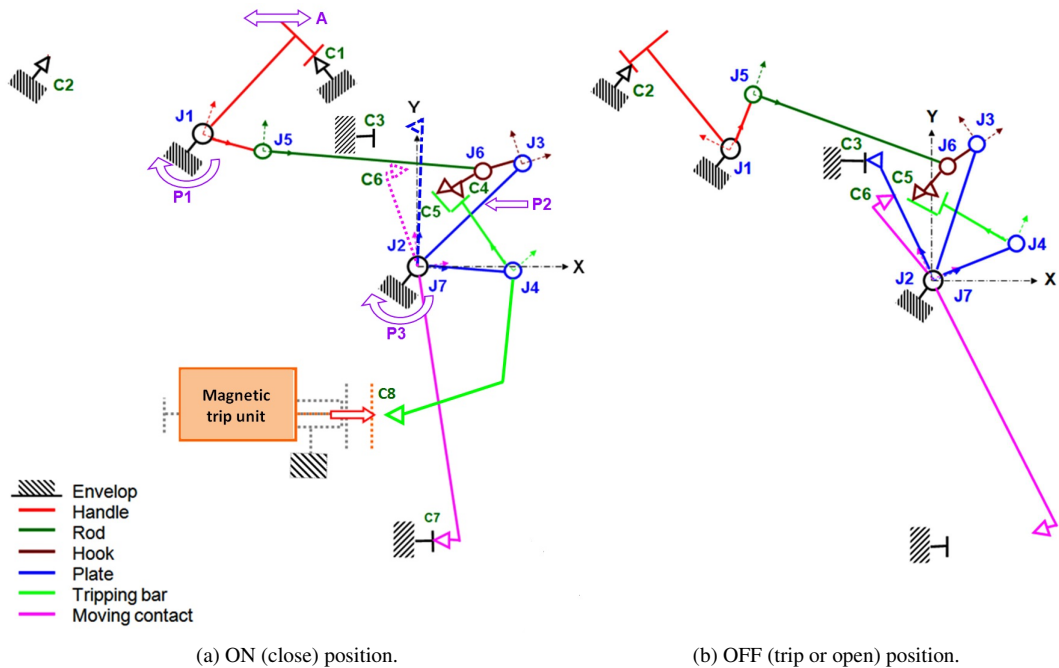 A
C1
C2
J1
J5
C3
Y
J6
J3
C6
C4
C5
P1
P2
J2
X
J7
J4
P3
Magnetic
trip unit
C8
C7
Envelop
Handle
Rod
Hook
Plate
Tripping bar
Moving contact
(a) ON (close) position.
C2
J5
J1
Y
J3
C3
J6
C5
C6
J4
J2
J7
X
(b) OFF (trip or open) position.